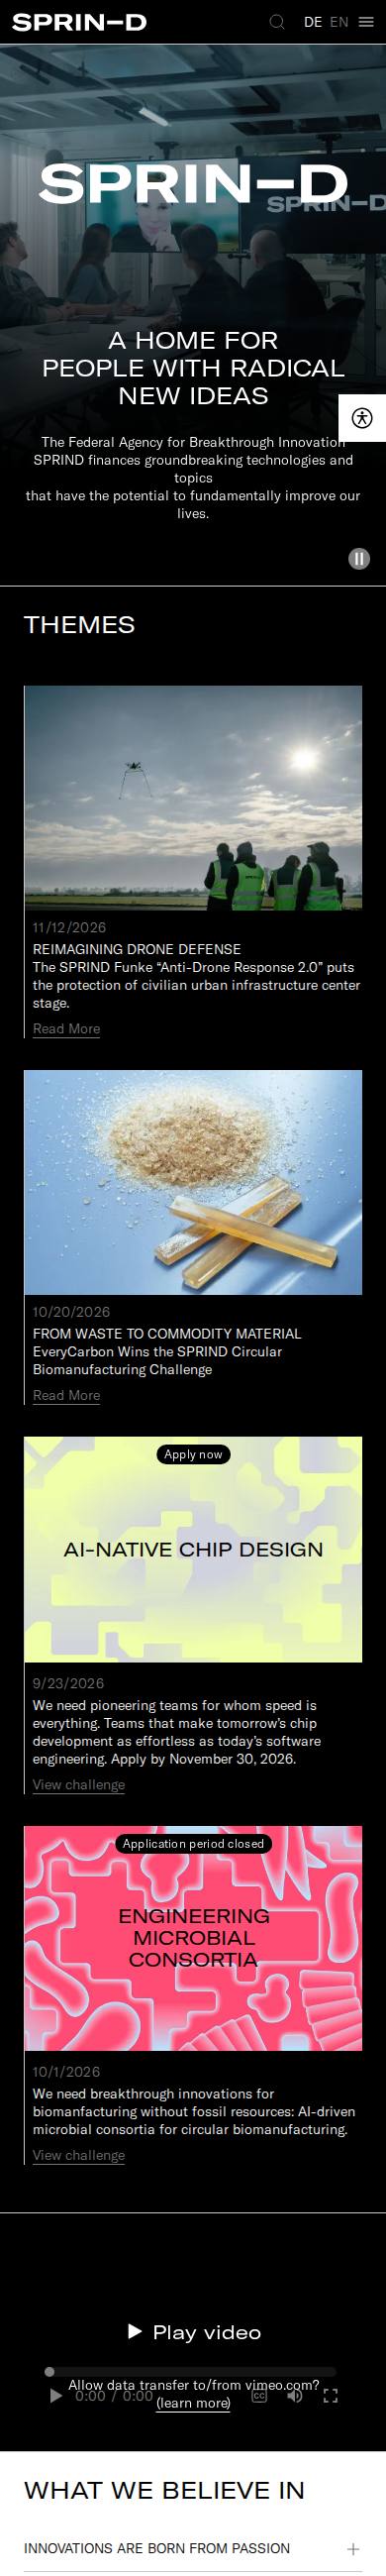 SPRIN-D
DE EN
SPRIN-D
SPRIN-D
A HOME FOR
PEOPLE WITH RADICAL
NEW IDEAS
The Federal Agency for Breakthrough Innovation
SPRIND finances groundbreaking technologies and
topics
that have the potential to fundamentally improve our
lives.
THEMES
11/12/2026
REIMAGINING DRONE DEFENSE
The SPRIND Funke “Anti-Drone Response 2.0” puts
the protection of civilian urban infrastructure center
stage.
Read More
10/20/2026
FROM WASTE TO COMMODITY MATERIAL
EveryCarbon Wins the SPRIND Circular
Biomanufacturing Challenge
Read More
Apply now
AI-NATIVE CHIP DESIGN
9/23/2026
We need pioneering teams for whom speed is
everything. Teams that make tomorrow’s chip
development as effortless as today’s software
engineering. Apply by November 30, 2026.
View challenge
Application period closed
ENGINEERING
MICROBIAL
CONSORTIA
10/1/2026
We need breakthrough innovations for
biomanfacturing without fossil resources: AI-driven
microbial consortia for circular biomanufacturing.
View challenge
Play video
Allow data transfer to/from vimeo.com?
0:00 / 0:00
CC
(learn more)
WHAT WE BELIEVE IN
INNOVATIONS ARE BORN FROM PASSION